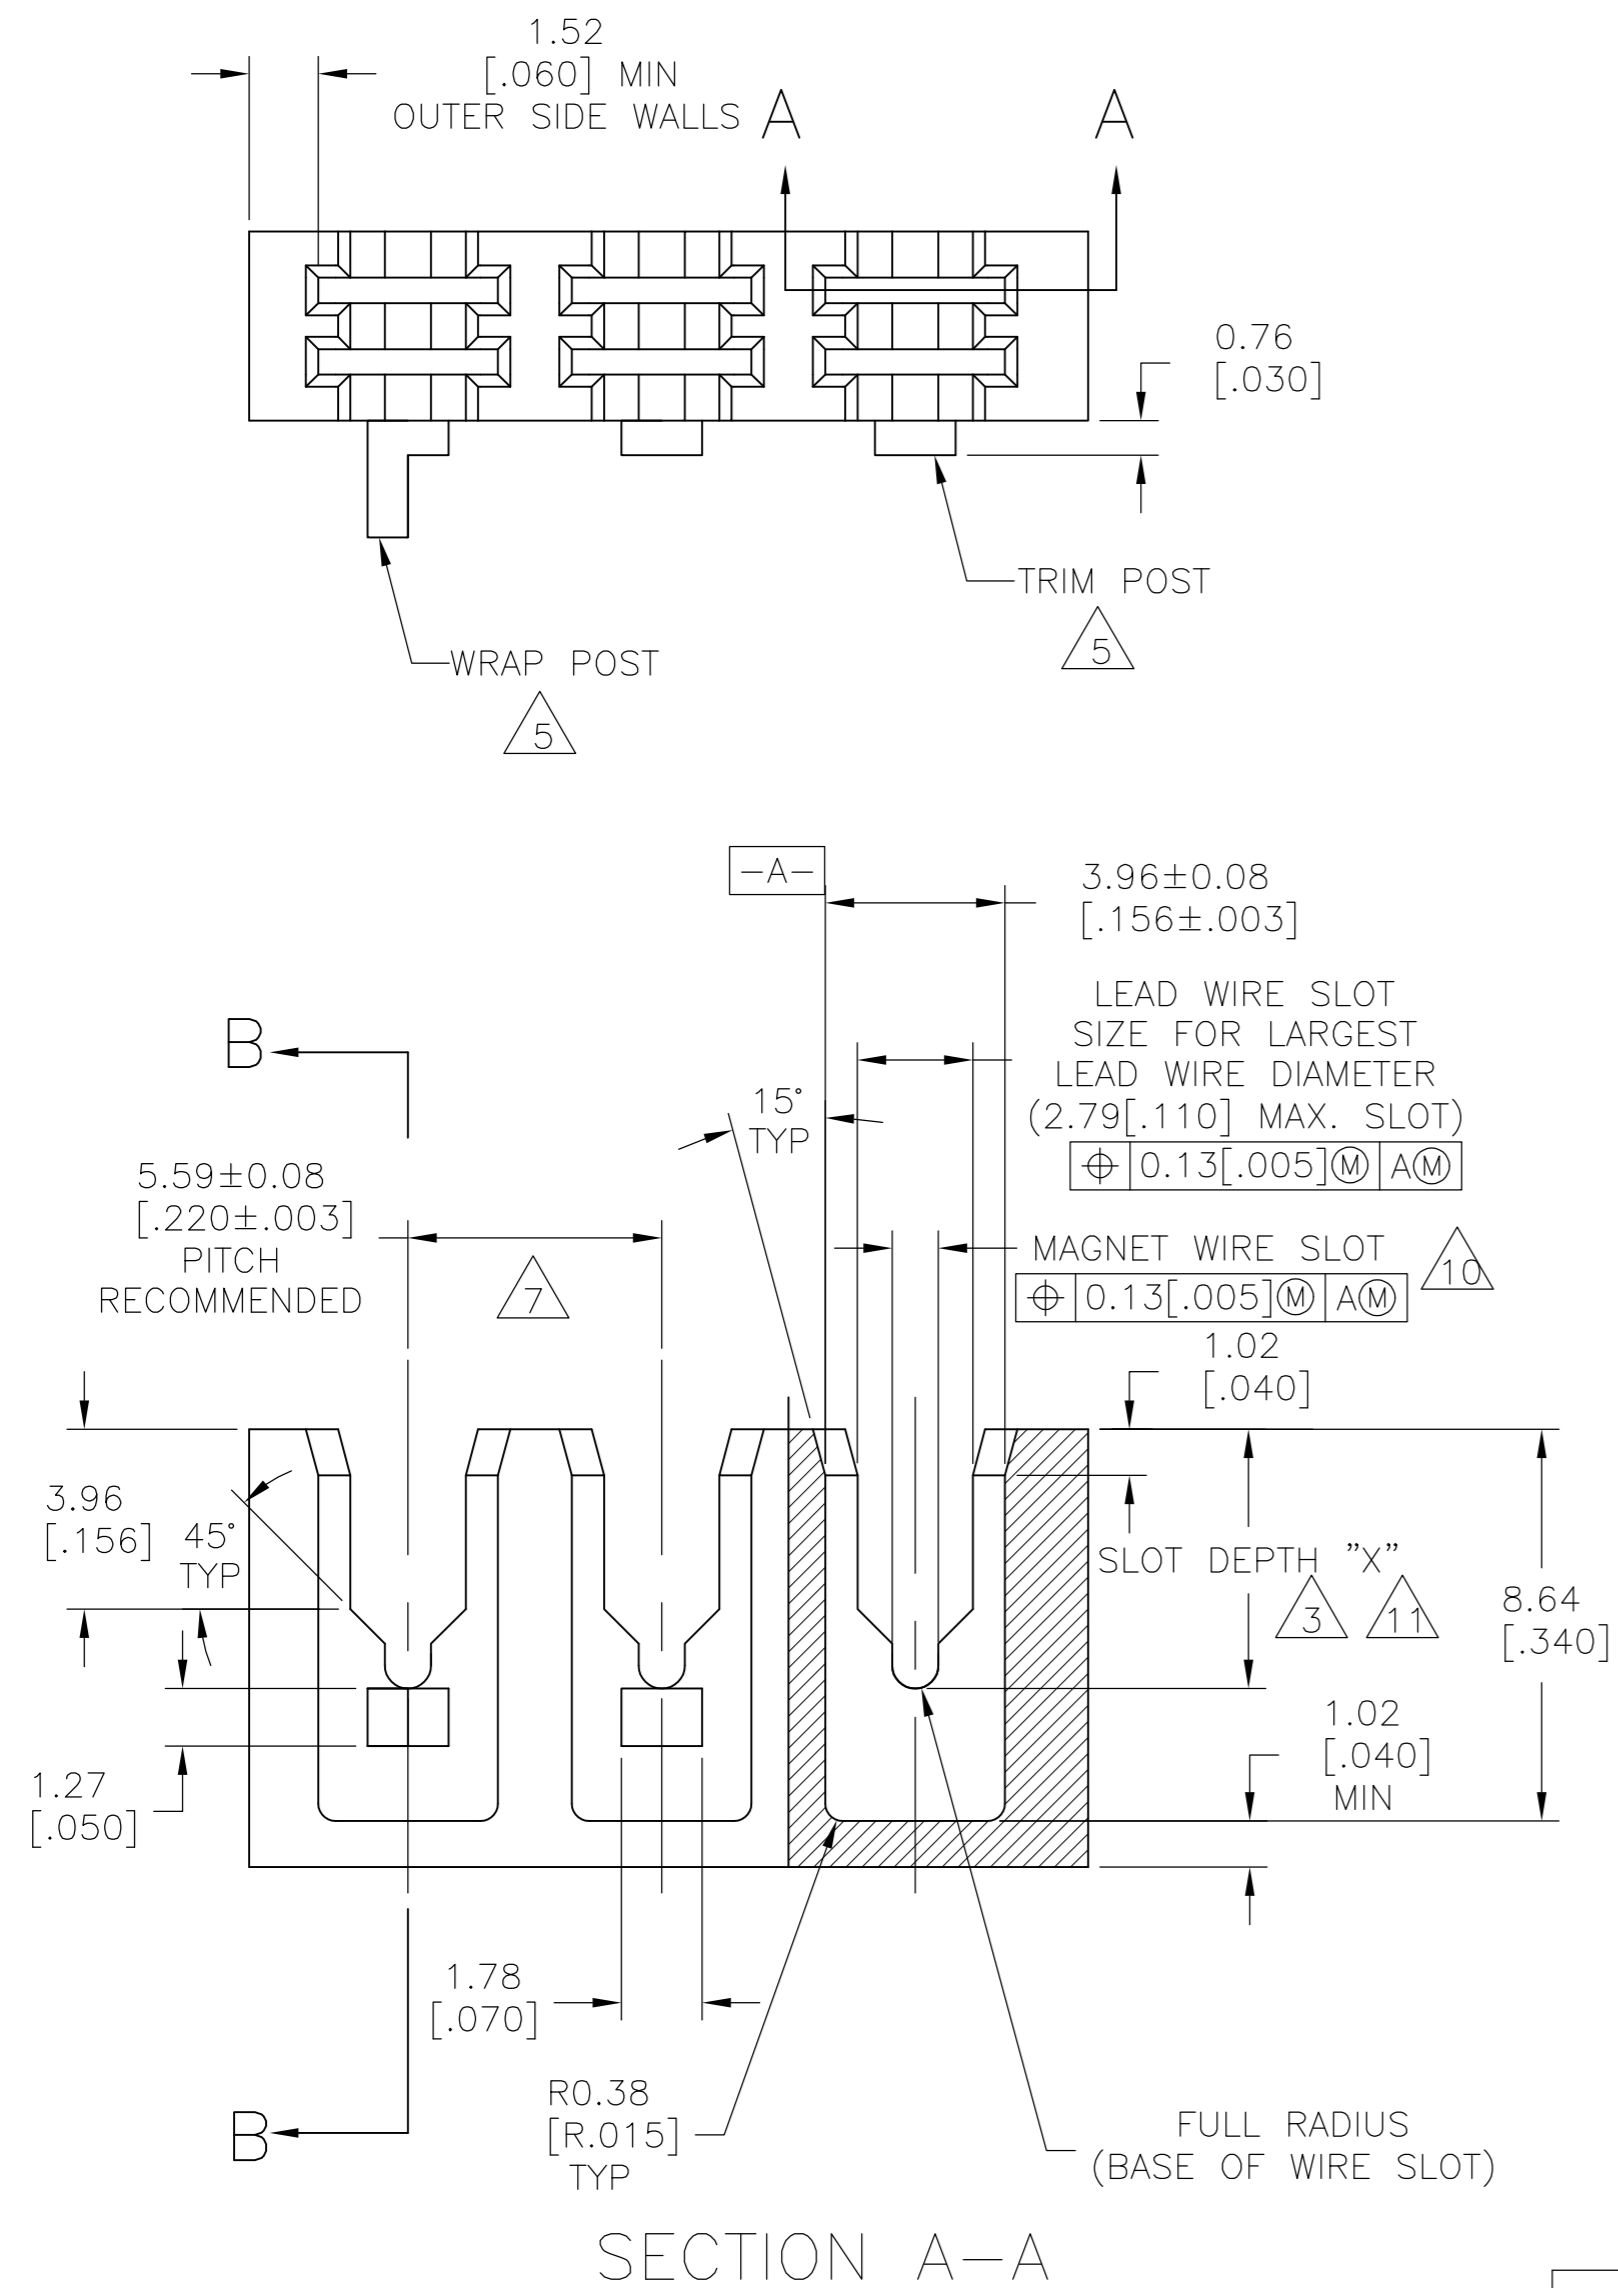 1.52
[.060] MIN
OUTER SIDE WALLS
A
A
0.76
[.030]
TRIM POST
5
WRAP POST
5
-A-
3.96±0.08
[.156±.003]
LEAD WIRE SLOT
SIZE FOR LARGEST
LEAD WIRE DIAMETER
(2.79[.110] MAX. SLOT)
⌖ 0.13[.005]Ⓜ AⓂ
B
15°
TYP
5.59±0.08
[.220±.003]
PITCH
RECOMMENDED
7
MAGNET WIRE SLOT
10
⌖ 0.13[.005]Ⓜ AⓂ
1.02
[.040]
3.96
[.156]
45°
TYP
SLOT DEPTH "X"
3
11
8.64
[.340]
1.02
[.040]
MIN
1.27
[.050]
1.78
[.070]
R0.38
[R.015]
TYP
B
FULL RADIUS
(BASE OF WIRE SLOT)
SECTION A-A